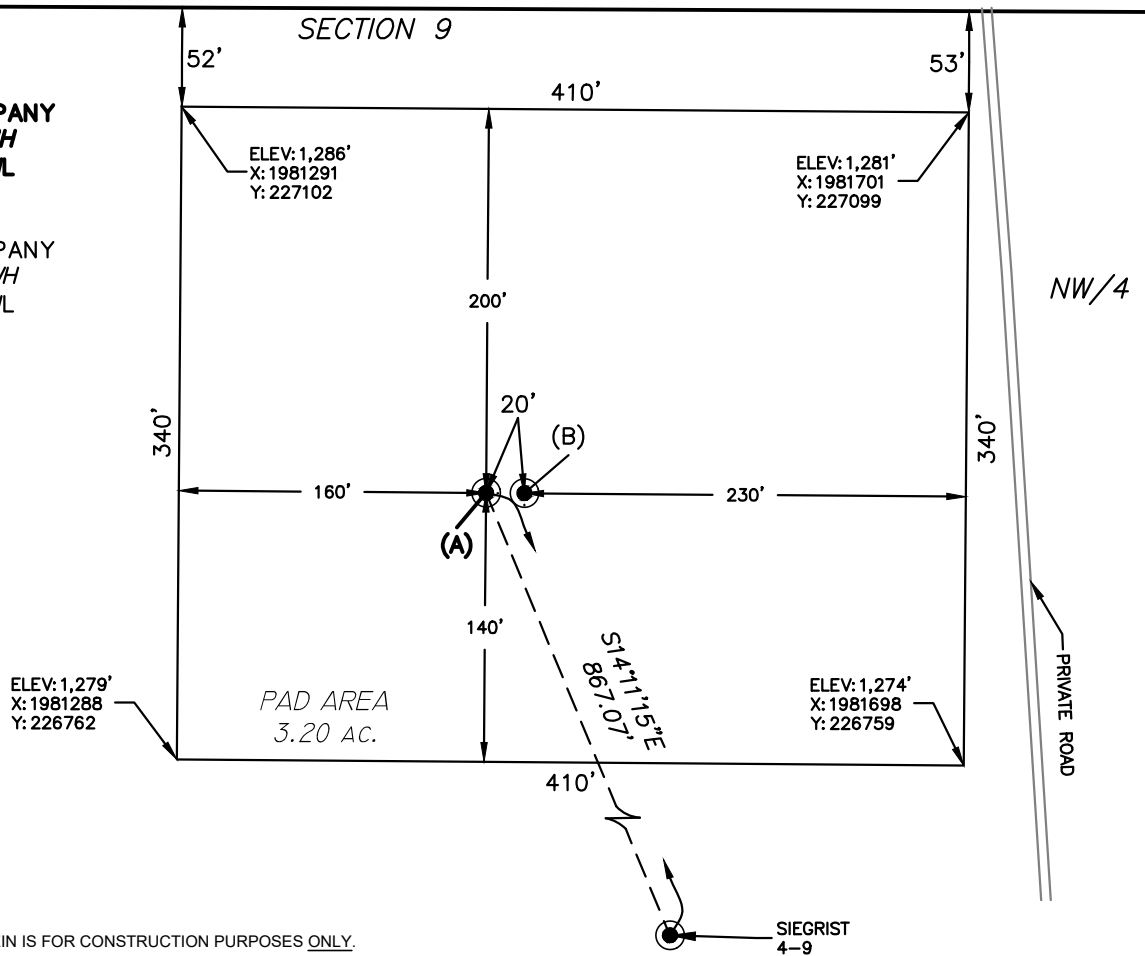 SECTION 9
52'
53'
410'
PANY
H
L
ELEV: 1,286'
X: 1981291
Y: 227102
ELEV: 1,281'
X: 1981701
Y: 227099
PANY
WH
WL
NW/4
200'
340'
20'
(B)
340'
160'
230'
(A)
140'
S14°11'15"E
867.07'
ELEV: 1,279'
X: 1981288
Y: 226762
PAD AREA
3.20 AC.
ELEV: 1,274'
X: 1981698
Y: 226759
PRIVATE ROAD
410'
SIEGRIST
4-9
IN IS FOR CONSTRUCTION PURPOSES ONLY.